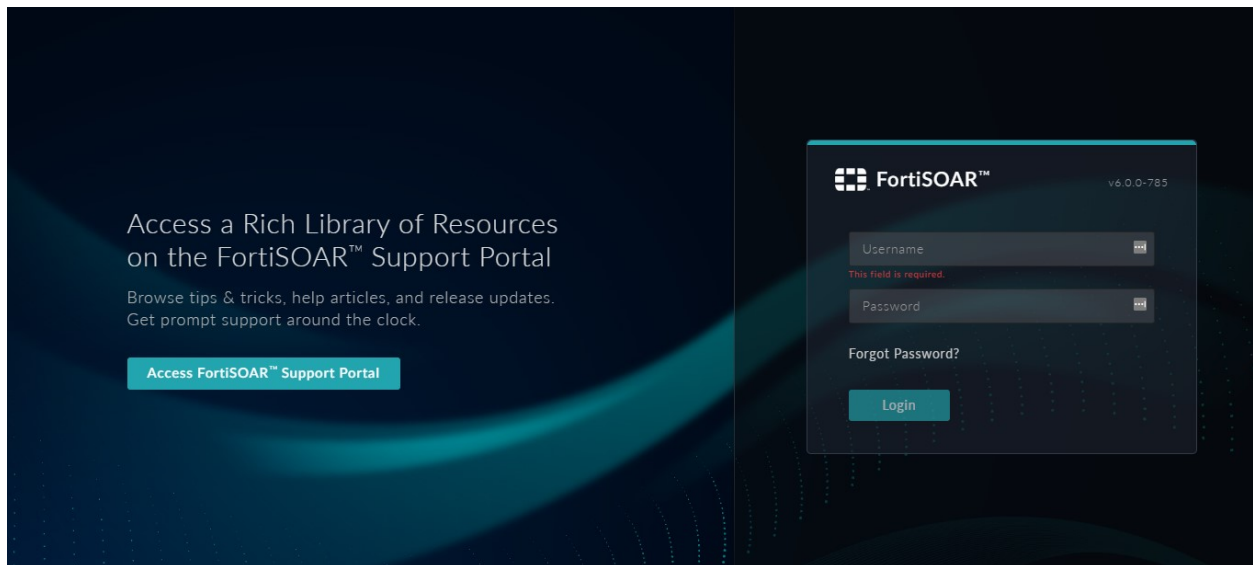 Access a Rich Library of Resources
on the FortiSOAR™ Support Portal
Browse tips & tricks, help articles, and release updates.
Get prompt support around the clock.
Access FortiSOAR™ Support Portal
FortiSOAR™
v6.0.0-785
Username
This field is required.
Password
Forgot Password?
Login